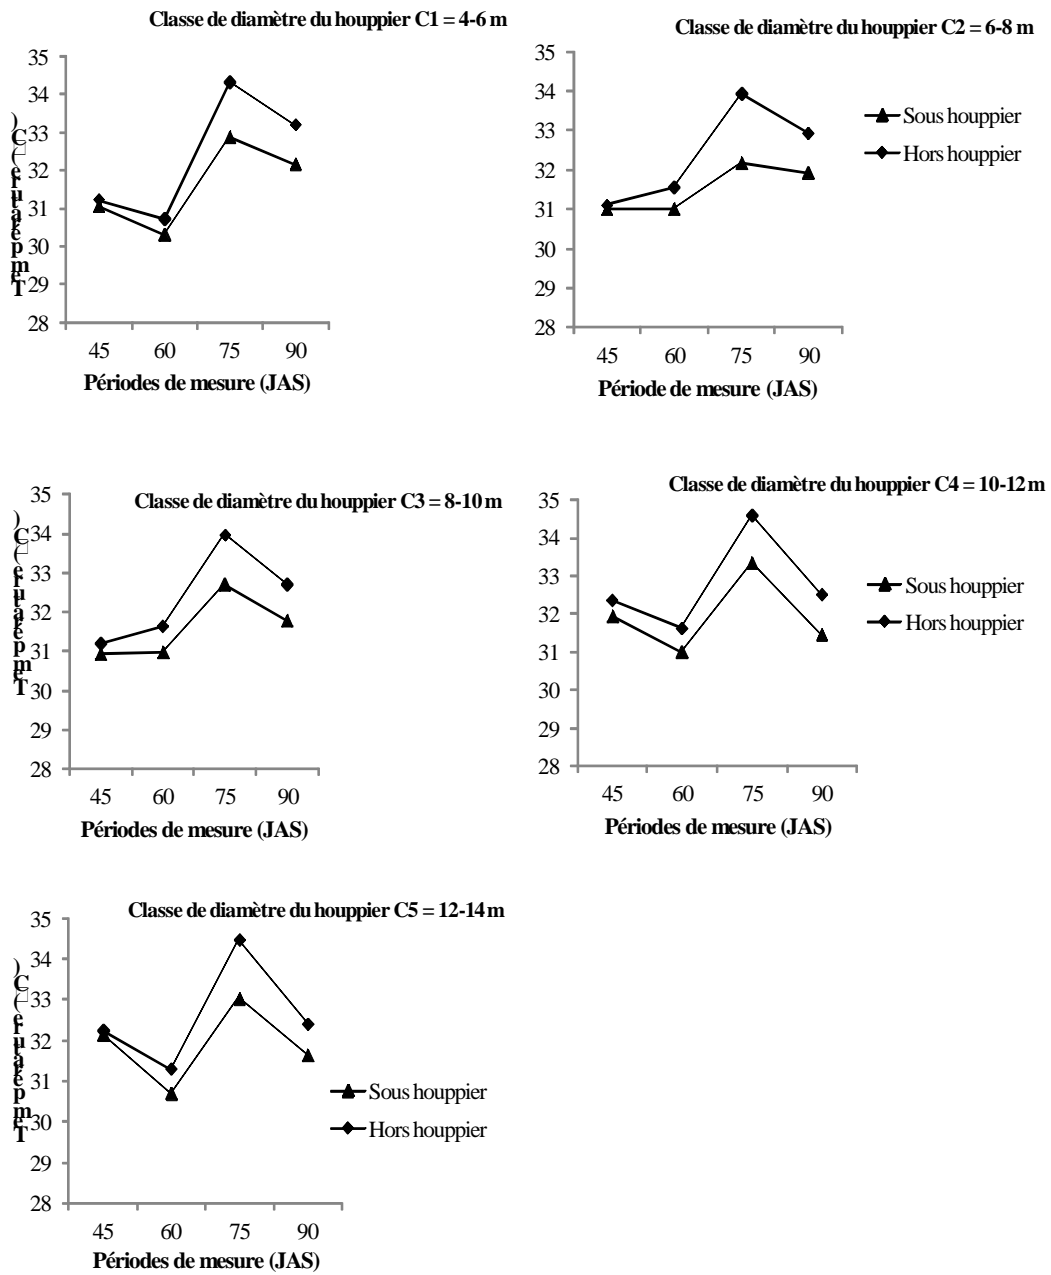 Classe de diamètre du houppier C1 = 4-6 m
35
34
33
32
31
30
29
28
Température (□C)
45 60 75 90
Périodes de mesure (JAS)
Classe de diamètre du houppier C2 = 6-8 m
35
34
33
32
31
30
29
28
45 60 75 90
Période de mesure (JAS)
Sous houppier
Hors houppier
Classe de diamètre du houppier C3 = 8-10 m
35
34
33
32
31
30
29
28
Température (□C)
45 60 75 90
Périodes de mesure (JAS)
Classe de diamètre du houppier C4 = 10-12 m
35
34
33
32
31
30
29
28
45 60 75 90
Périodes de mesure (JAS)
Sous houppier
Hors houppier
Classe de diamètre du houppier C5 = 12-14 m
35
34
33
32
31
30
29
28
Température (□C)
45 60 75 90
Périodes de mesure (JAS)
Sous houppier
Hors houppier